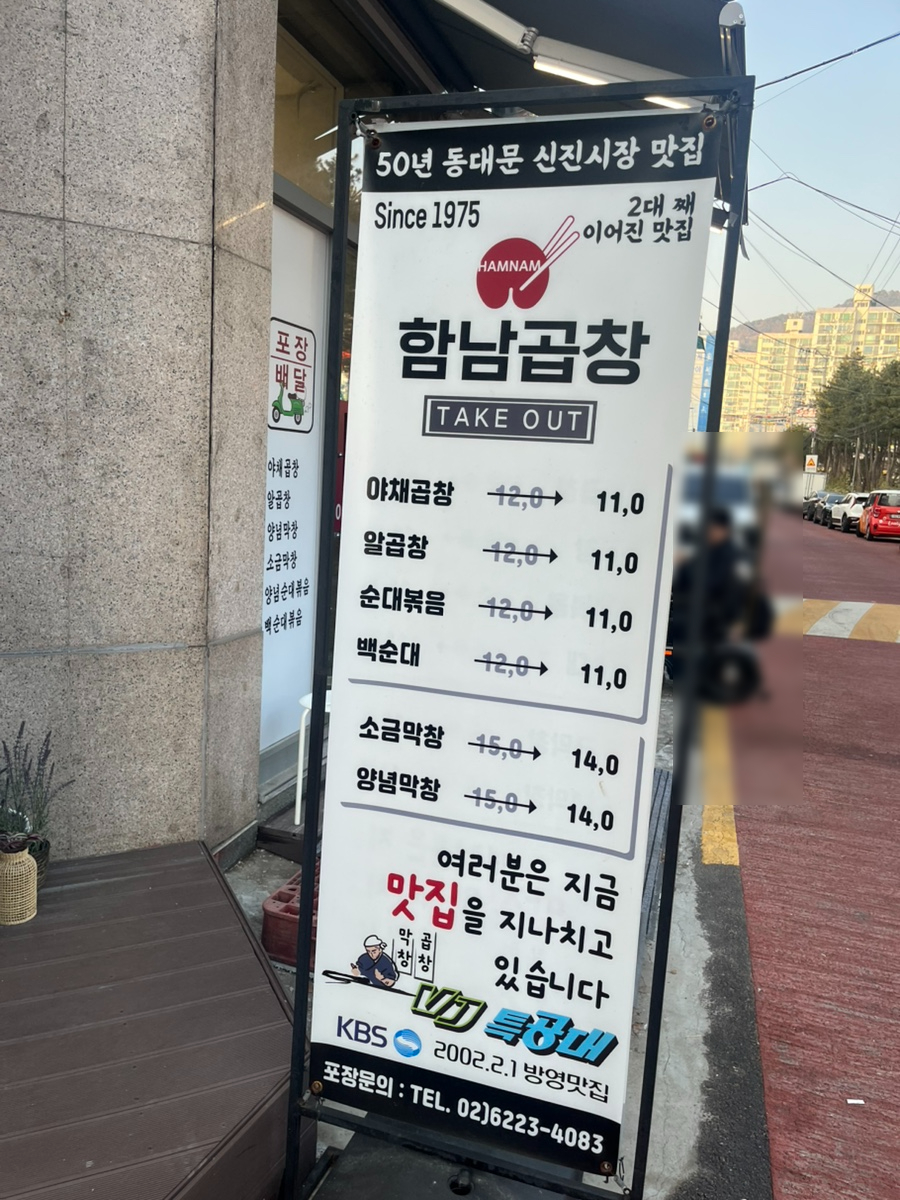 50년 동대문 신진시장 맛집
Since 1975
2대 째
이어진 맛집
HAMNAM
함남곱창
TAKE OUT
야채곱창 12,0 11,0
알곱창 12,0 11,0
순대볶음 12,0 11,0
백순대 12,0 11,0
소금막창 15,0 14,0
양념막창 15,0 14,0
여러분은 지금
맛집을 지나치고
있습니다
막창
곱창
VJ 특공대
KBS 2002.2.1 방영맛집
포장문의 : TEL. 02)6223-4083
포장
배달
야채곱창
알곱창
양념막창
소금막창
양념순대볶음
백순대볶음